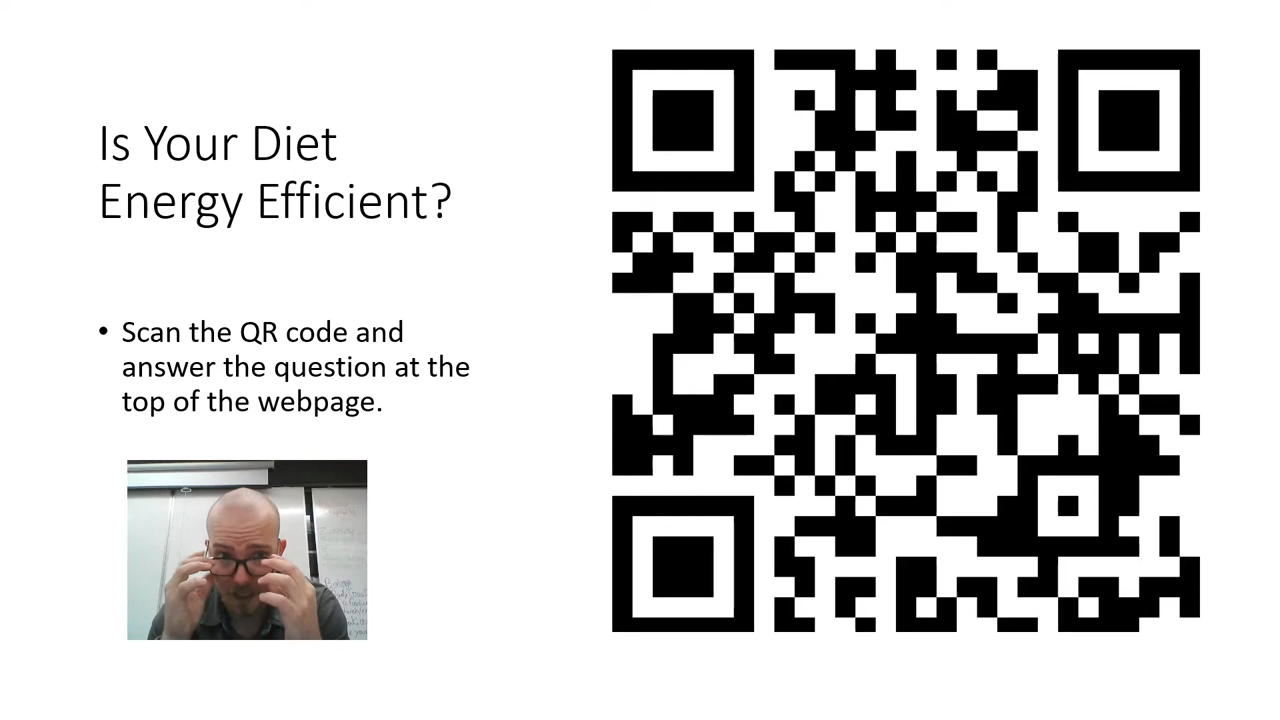 Is Your Diet
Energy Efficient?
• Scan the QR code and
answer the question at the
top of the webpage.